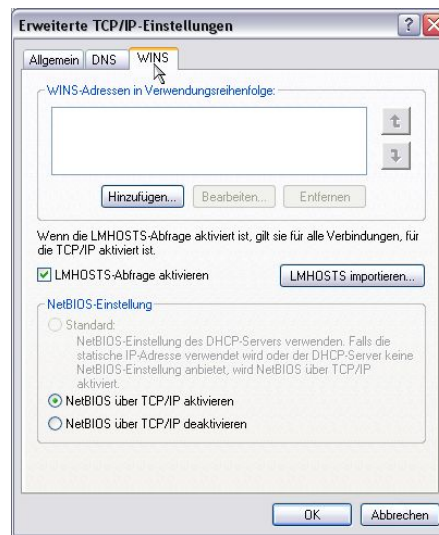 Erweiterte TCP/IP-Einstellungen
Allgemein DNS WINS
WINS-Adressen in Verwendungsreihenfolge:
Hinzufügen... Bearbeiten... Entfernen
Wenn die LMHOSTS-Abfrage aktiviert ist, gilt sie für alle Verbindungen, für
die TCP/IP aktiviert ist.
LMHOSTS-Abfrage aktivieren LMHOSTS importieren...
NetBIOS-Einstellung
Standard:
NetBIOS-Einstellung des DHCP-Servers verwenden. Falls die
statische IP-Adresse verwendet wird oder der DHCP-Server keine
NetBIOS-Einstellung anbietet, wird NetBIOS über TCP/IP
aktiviert.
NetBIOS über TCP/IP aktivieren
NetBIOS über TCP/IP deaktivieren
OK Abbrechen